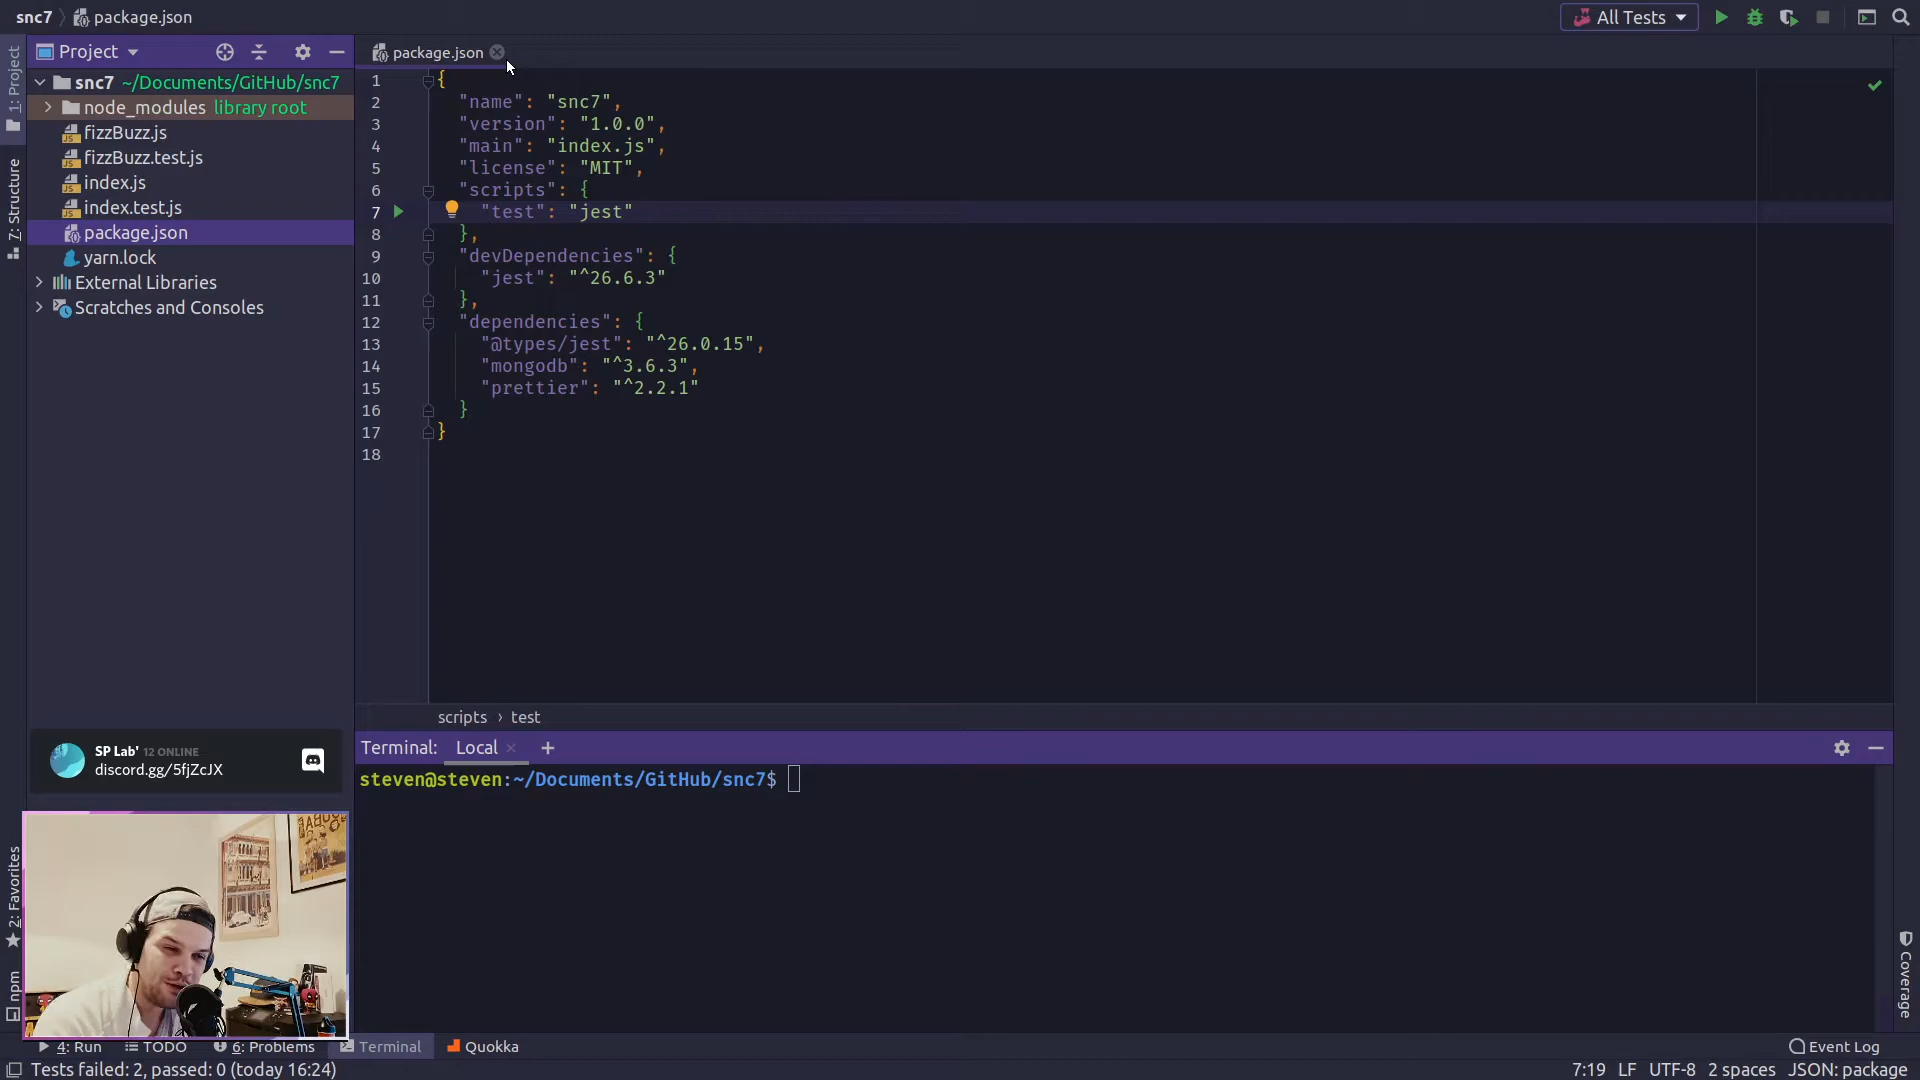 snc7 〉 package.json
All Tests
Project
package.json
1: Project
7: Structure
2: Favorites
npm
snc7 ~/Documents/GitHub/snc7
node_modules library root
fizzBuzz.js
fizzBuzz.test.js
index.js
index.test.js
package.json
yarn.lock
External Libraries
Scratches and Consoles
1 {
2 "name": "snc7",
3 "version": "1.0.0",
4 "main": "index.js",
5 "license": "MIT",
6 "scripts": {
7 "test": "jest"
8 },
9 "devDependencies": {
10 "jest": "^26.6.3"
11 },
12 "dependencies": {
13 "@types/jest": "^26.0.15",
14 "mongodb": "^3.6.3",
15 "prettier": "^2.2.1"
16 }
17 }
18
scripts › test
Terminal: Local × +
steven@steven:~/Documents/GitHub/snc7$
SP Lab' 12 ONLINE
discord.gg/5fjZcJX
Coverage
4: Run TODO 6: Problems Terminal Quokka Event Log
Tests failed: 2, passed: 0 (today 16:24) 7:19 LF UTF-8 2 spaces JSON: package